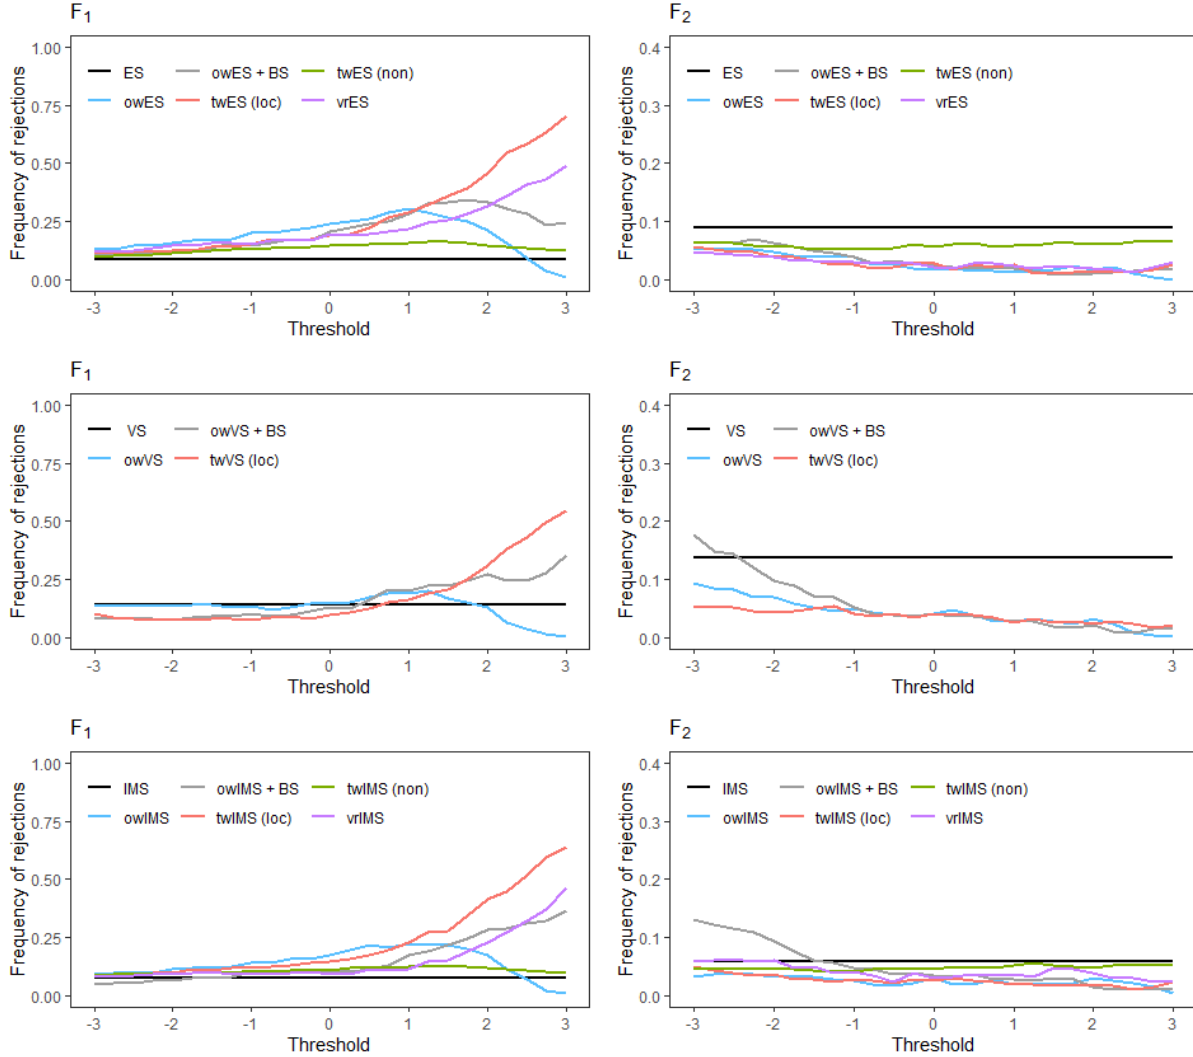 F1
1.00
0.75
0.50
0.25
0.00
Frequency of rejections
ES
owES + BS
twES (non)
owES
twES (loc)
vrES
-3 -2 -1 0 1 2 3
Threshold
F2
0.4
0.3
0.2
0.1
0.0
Frequency of rejections
ES
owES + BS
twES (non)
owES
twES (loc)
vrES
-3 -2 -1 0 1 2 3
Threshold
F1
1.00
0.75
0.50
0.25
0.00
Frequency of rejections
VS
owVS + BS
owVS
twVS (loc)
-3 -2 -1 0 1 2 3
Threshold
F2
0.4
0.3
0.2
0.1
0.0
Frequency of rejections
VS
owVS + BS
owVS
twVS (loc)
-3 -2 -1 0 1 2 3
Threshold
F1
1.00
0.75
0.50
0.25
0.00
Frequency of rejections
IMS
owIMS + BS
twIMS (non)
owIMS
twIMS (loc)
vrIMS
-3 -2 -1 0 1 2 3
Threshold
F2
0.4
0.3
0.2
0.1
0.0
Frequency of rejections
IMS
owIMS + BS
twIMS (non)
owIMS
twIMS (loc)
vrIMS
-3 -2 -1 0 1 2 3
Threshold